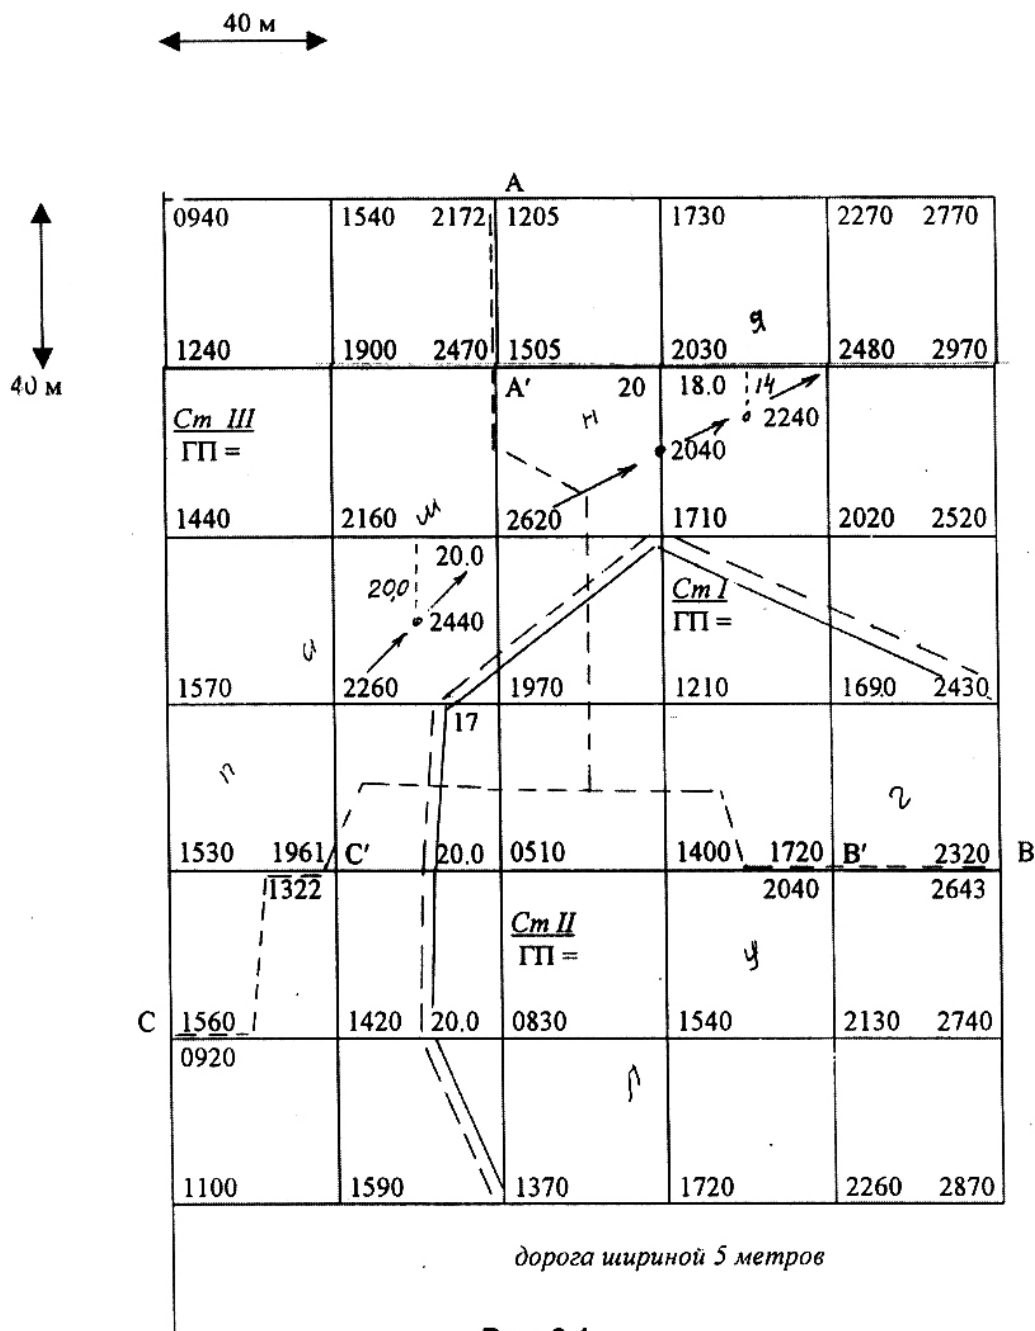 40 м
А
0940 1540 2172 1205 1730 2270 2770
я
1240 1900 2470 1505 2030 2480 2970
40 м
А′ 20 18.0 14
Ст III
н
2240
ГП =
2040
1440 2160 м 2620 1710 2020 2520
20.0
20,0
Ст I
2440
ГП =
и
1570 2260 1970 1210 1690 2430
17
п
2
1530 1961 С′ 20.0 0510 1400 1720 В′ 2320 В
1322 2040 2643
Ст II
ГП =
у
С 1560 1420 20.0 0830 1540 2130 2740
0920
Л
1100 1590 1370 1720 2260 2870
дорога шириной 5 метров